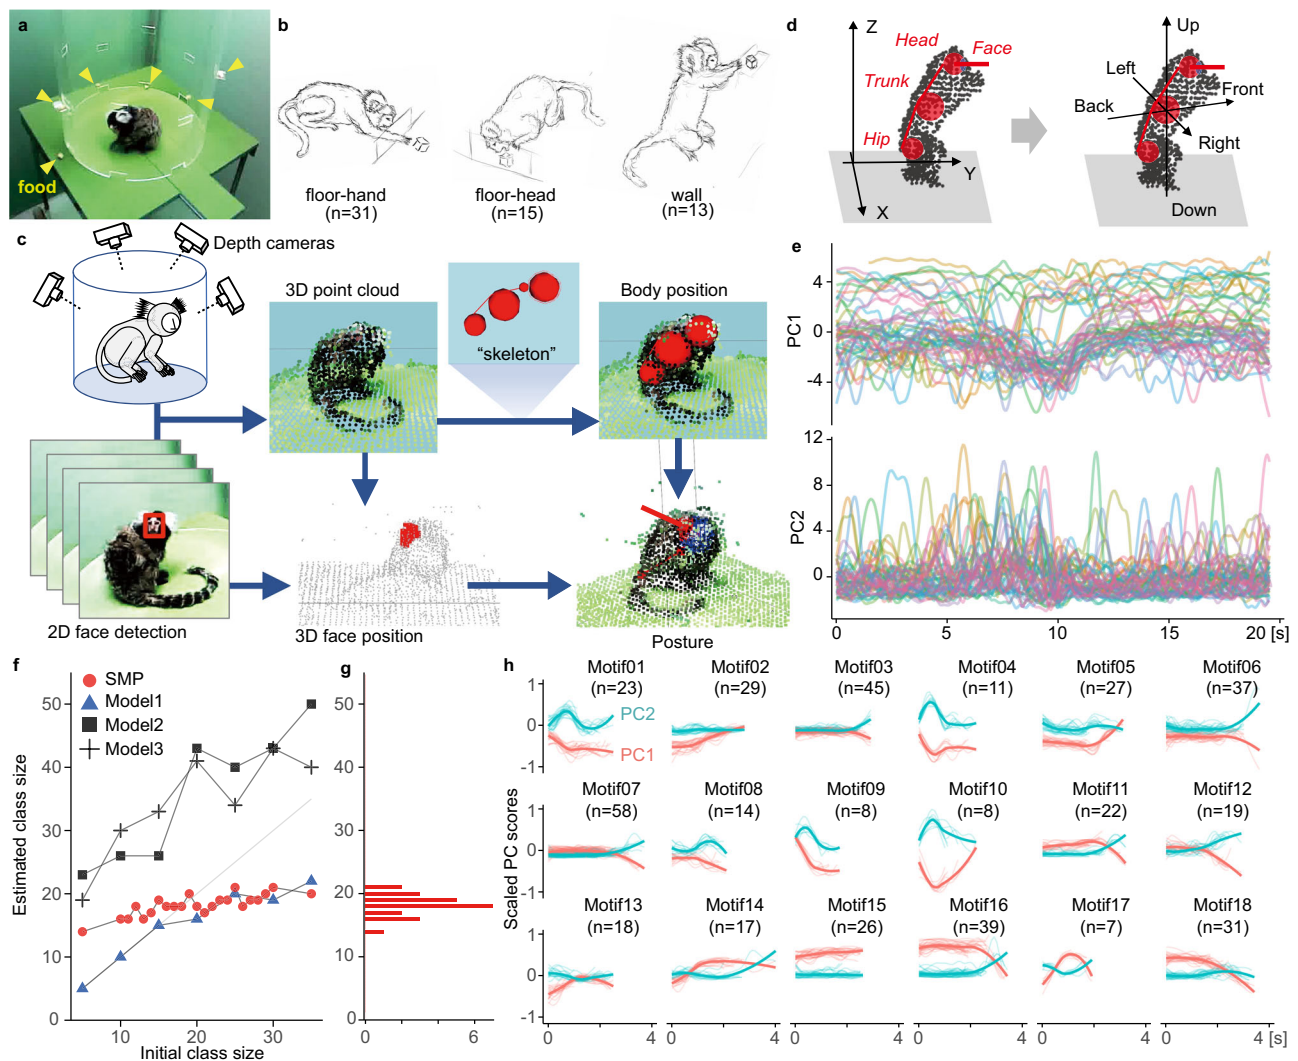 a
food
b
floor-hand
(n=31)
floor-head
(n=15)
wall
(n=13)
c
Depth cameras
3D point cloud
"skeleton"
Body position
2D face detection
3D face position
Posture
d
Z
Head
Face
Trunk
Hip
Y
X
Up
Left
Front
Back
Right
Down
e
PC1
4
0
-4
PC2
12
8
4
0
0 5 10 15 20 [s]
f
SMP
Model1
Model2
Model3
Estimated class size
50
40
30
20
10
0
10 20 30
Initial class size
g
50
40
30
20
10
0
0 2 6
h
Scaled PC scores
Motif01
(n=23)
Motif02
(n=29)
Motif03
(n=45)
Motif04
(n=11)
Motif05
(n=27)
Motif06
(n=37)
1
0
-1
PC2
PC1
Motif07
(n=58)
Motif08
(n=14)
Motif09
(n=8)
Motif10
(n=8)
Motif11
(n=22)
Motif12
(n=19)
1
0
-1
Motif13
(n=18)
Motif14
(n=17)
Motif15
(n=26)
Motif16
(n=39)
Motif17
(n=7)
Motif18
(n=31)
1
0
-1
0 4 0 4 0 4 0 4 0 4 0 4 [s]